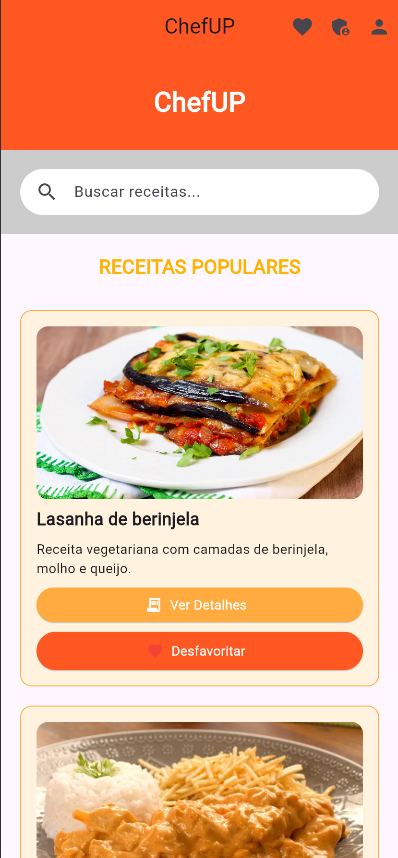 ChefUP
ChefUP
Buscar receitas...
RECEITAS POPULARES
Lasanha de berinjela
Receita vegetariana com camadas de berinjela,
molho e queijo.
Ver Detalhes
Desfavoritar